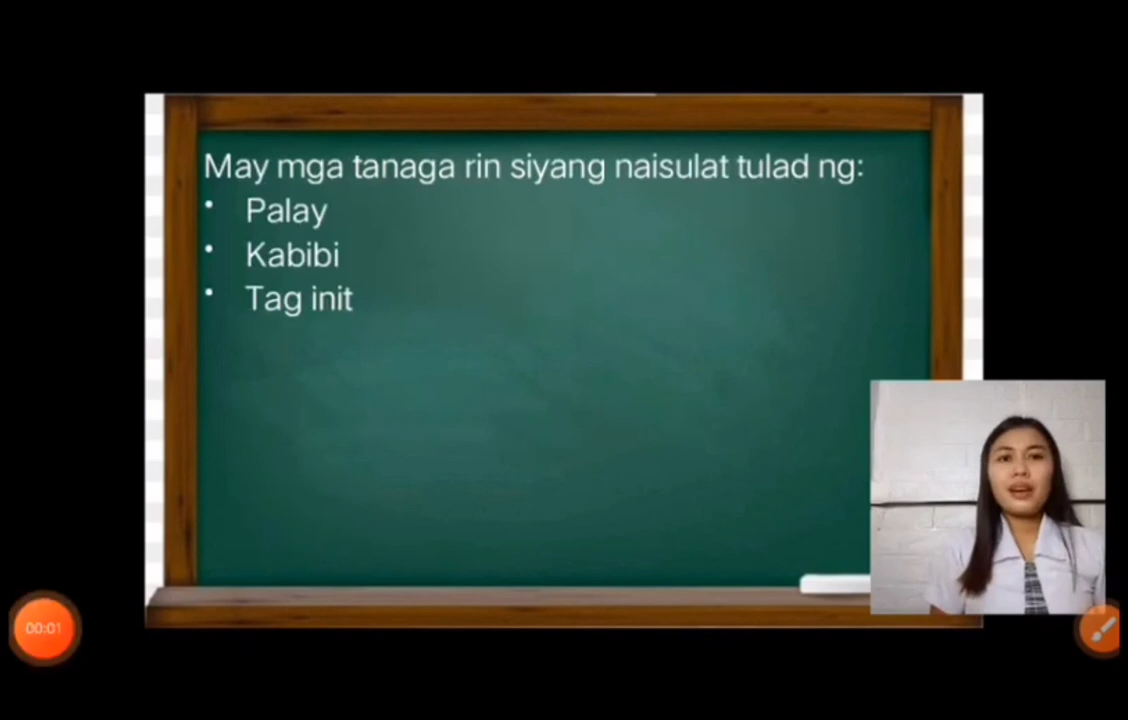 May mga tanaga rin siyang naisulat tulad ng:
• Palay
• Kabibi
• Tag init
00:01